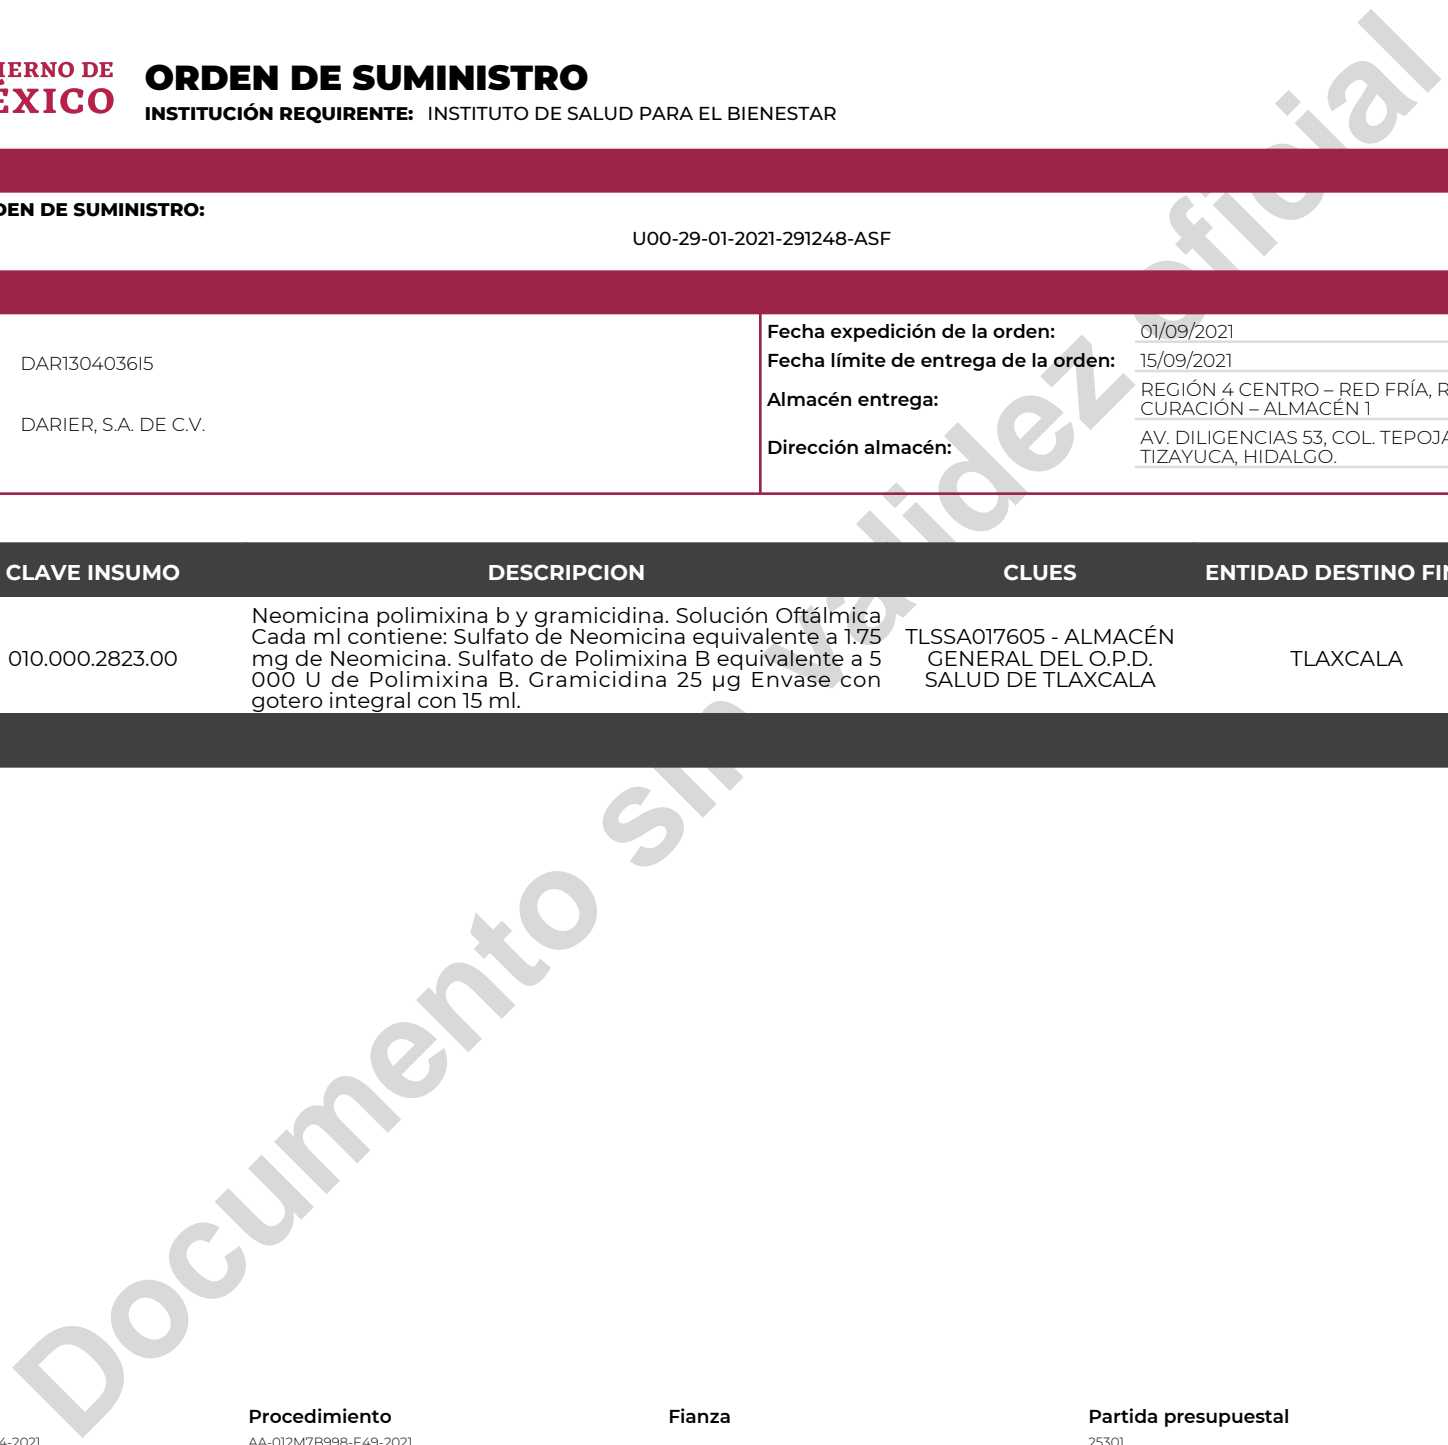 IERNO DE
ÉXICO
ORDEN DE SUMINISTRO
INSTITUCIÓN REQUIRENTE: INSTITUTO DE SALUD PARA EL BIENESTAR
DEN DE SUMINISTRO:
U00-29-01-2021-291248-ASF
DAR1304036I5
DARIER, S.A. DE C.V.
Fecha expedición de la orden: 01/09/2021
Fecha límite de entrega de la orden: 15/09/2021
Almacén entrega: REGIÓN 4 CENTRO – RED FRÍA, R
CURACIÓN – ALMACÉN 1
Dirección almacén: AV. DILIGENCIAS 53, COL. TEPOJA
TIZAYUCA, HIDALGO.
CLAVE INSUMO DESCRIPCION CLUES ENTIDAD DESTINO FIN
010.000.2823.00
Neomicina polimixina b y gramicidina. Solución Oftálmica
Cada ml contiene: Sulfato de Neomicina equivalente a 1.75
mg de Neomicina. Sulfato de Polimixina B equivalente a 5
000 U de Polimixina B. Gramicidina 25 µg Envase con
gotero integral con 15 ml.
TLSSA017605 - ALMACÉN
GENERAL DEL O.P.D.
SALUD DE TLAXCALA
TLAXCALA
Documento sin validez oficial
Procedimiento Fianza Partida presupuestal
4-2021 AA-012M7B998-E49-2021 25301